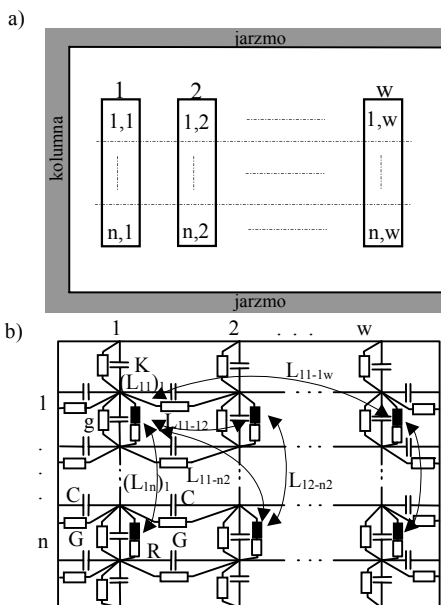 a)
jarzmo
kolumna
1 2 w
1,1 1,2 1,w
n,1 n,2 n,w
jarzmo
b)
1 2 . . . w
K
(L11)1 L11-1w
1
g L11-12
.
.
.
L11-n2
(L1n)1 L12-n2
C C
G G
n
R